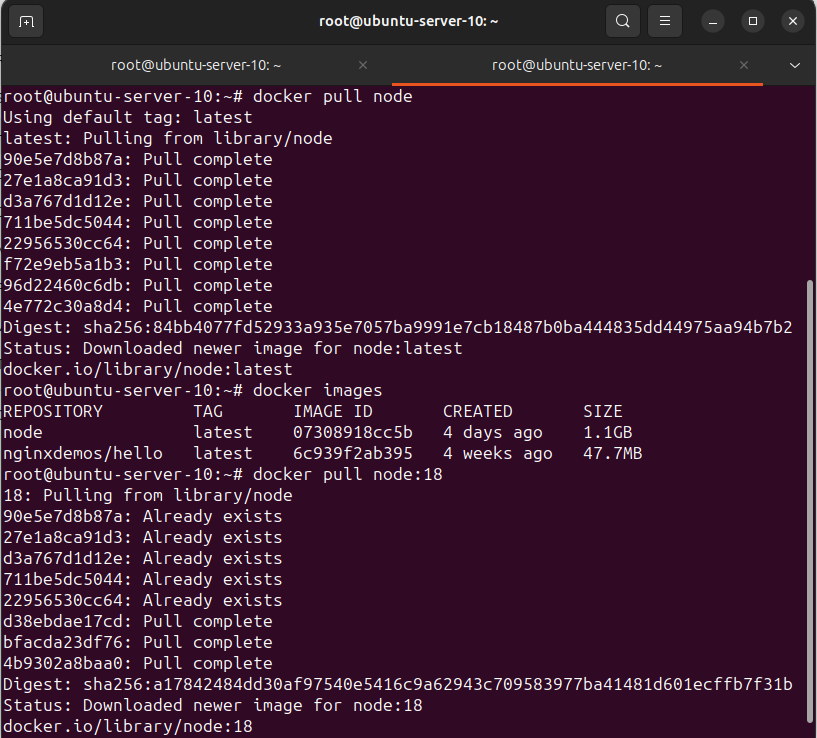 root@ubuntu-server-10: ~
root@ubuntu-server-10: ~
root@ubuntu-server-10: ~
root@ubuntu-server-10:~# docker pull node
Using default tag: latest
latest: Pulling from library/node
90e5e7d8b87a: Pull complete
27e1a8ca91d3: Pull complete
d3a767d1d12e: Pull complete
711be5dc5044: Pull complete
22956530cc64: Pull complete
f72e9eb5a1b3: Pull complete
96d22460c6db: Pull complete
4e772c30a8d4: Pull complete
Digest: sha256:84bb4077fd52933a935e7057ba9991e7cb18487b0ba444835dd44975aa94b7b2
Status: Downloaded newer image for node:latest
docker.io/library/node:latest
root@ubuntu-server-10:~# docker images
REPOSITORY TAG IMAGE ID CREATED SIZE
node latest 07308918cc5b 4 days ago 1.1GB
nginxdemos/hello latest 6c939f2ab395 4 weeks ago 47.7MB
root@ubuntu-server-10:~# docker pull node:18
18: Pulling from library/node
90e5e7d8b87a: Already exists
27e1a8ca91d3: Already exists
d3a767d1d12e: Already exists
711be5dc5044: Already exists
22956530cc64: Already exists
d38ebdae17cd: Pull complete
bfacda23df76: Pull complete
4b9302a8baa0: Pull complete
Digest: sha256:a17842484dd30af97540e5416c9a62943c709583977ba41481d601ecffb7f31b
Status: Downloaded newer image for node:18
docker.io/library/node:18